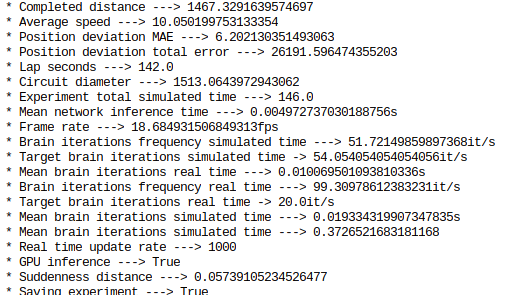 * Completed distance ---> 1467.3291639574697
* Average speed ---> 10.050199753133354
* Position deviation MAE ---> 6.202130351493063
* Position deviation total error ---> 26191.596474355203
* Lap seconds ---> 142.0
* Circuit diameter ---> 1513.0643972943062
* Experiment total simulated time ---> 146.0
* Mean network inference time ---> 0.004972737030188756s
* Frame rate ---> 18.684931506849313fps
* Brain iterations frequency simulated time ---> 51.72149859897368it/s
* Target brain iterations simulated time -> 54.054054054054056it/s
* Mean brain iterations real time ---> 0.010069501093810336s
* Brain iterations frequency real time ---> 99.30978612383231it/s
* Target brain iterations real time -> 20.0it/s
* Mean brain iterations simulated time ---> 0.019334319907347835s
* Mean brain iterations simulated time ---> 0.3726521683181168
* Real time update rate ---> 1000
* GPU inference ---> True
* Suddenness distance ---> 0.05739105234526477
* Saving experiment ---> True